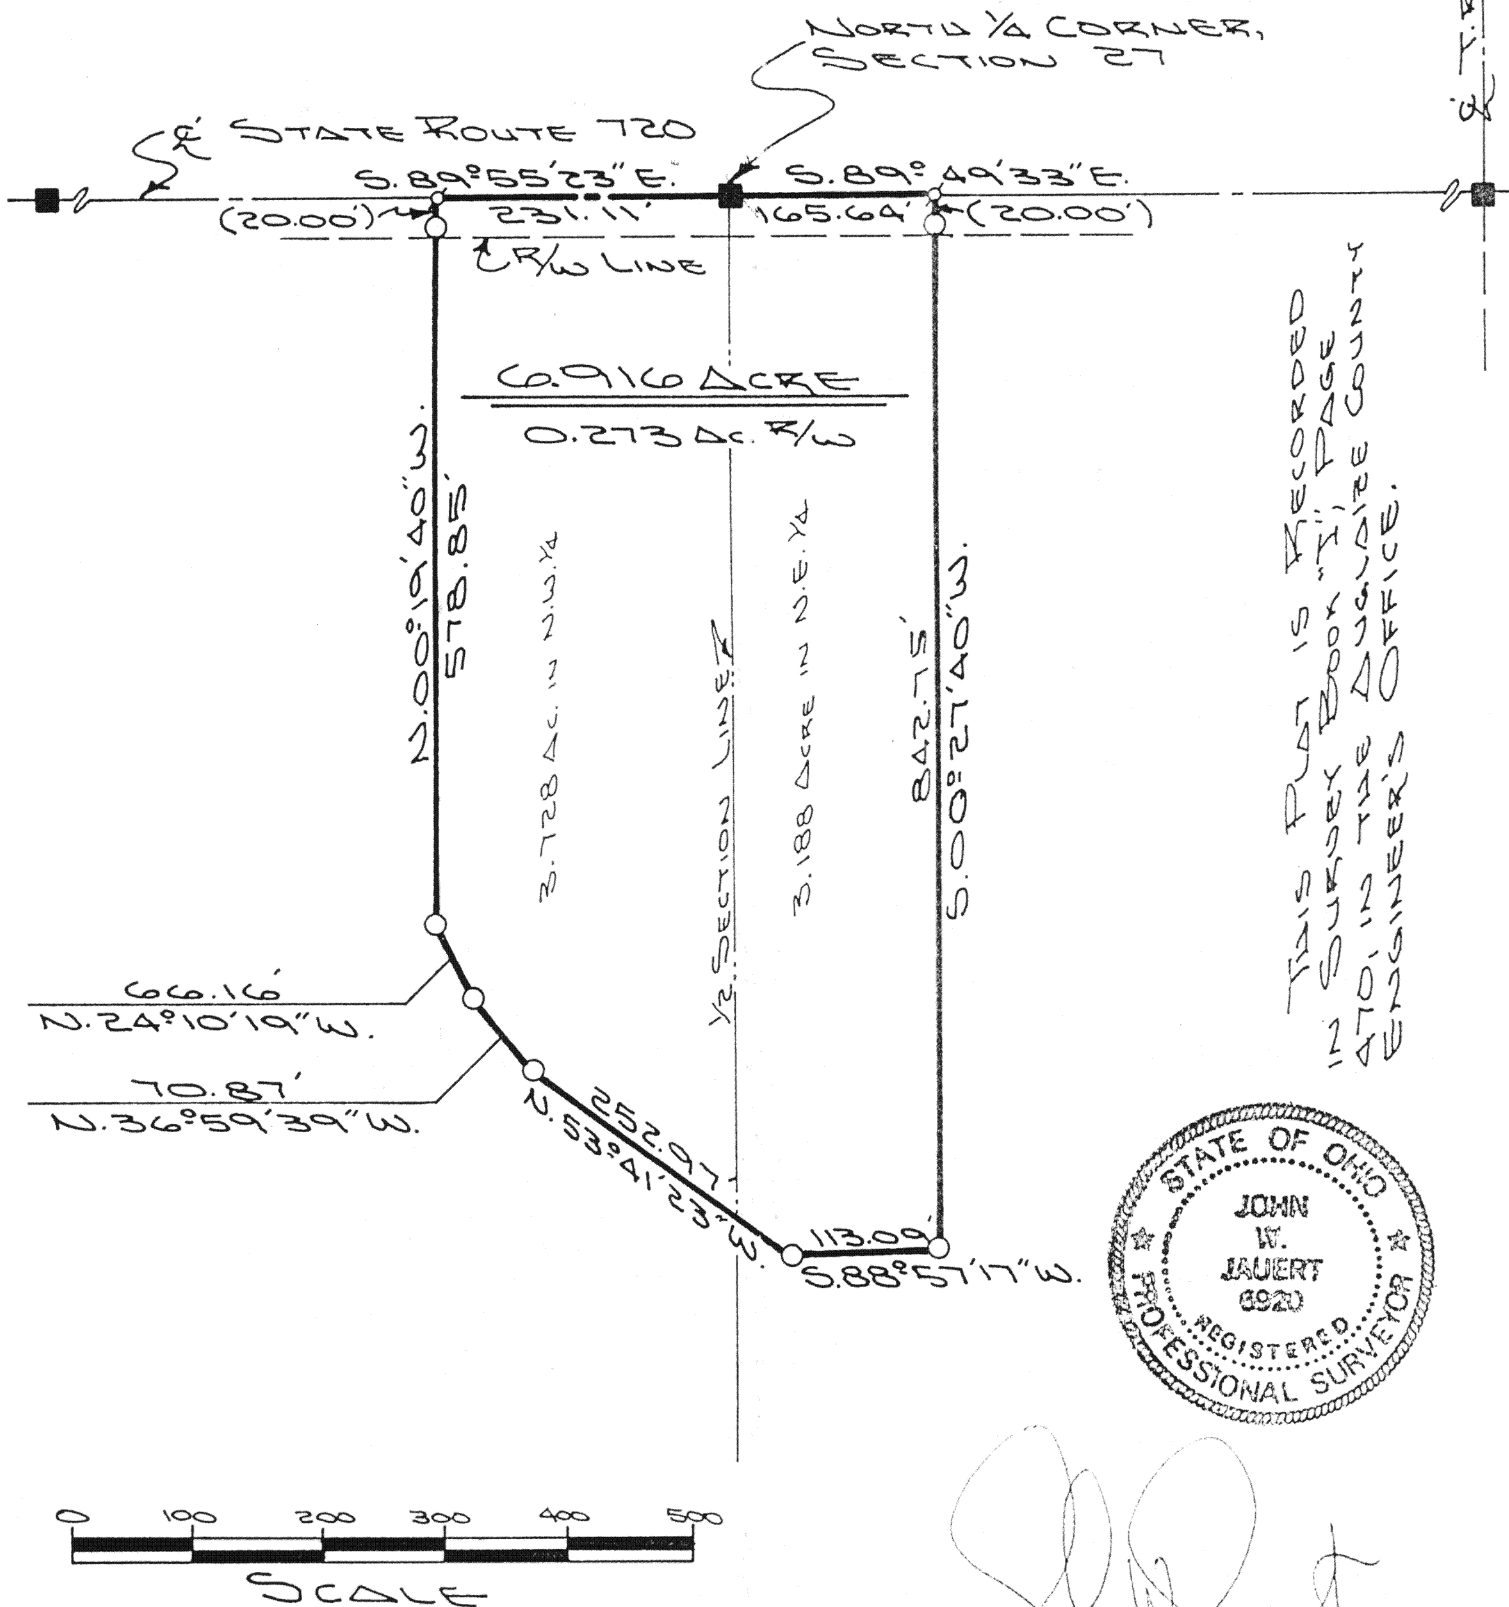 NORTH 1/4 CORNER,
SECTION 27
℄ STATE ROUTE 720
S.89°55'23"E.
S.89°49'33"E.
(20.00')
231.11'
165.64'
(20.00')
R/W LINE
6.916 ACRE
0.273 AC. R/W
N.00°19'40"W.
578.85'
3.728 AC. IN N.W.1/4
1/2 SECTION LINE
3.188 ACRE IN N.E.1/4
842.75'
S.00°27'40"W.
THIS PLAT IS RECORDED
IN SURVEY BOOK "I", PAGE
470, IN THE AUGLAIZE COUNTY
ENGINEER'S OFFICE.
66.16'
N.24°10'19"W.
70.87'
N.36°59'39"W.
252.97'
N.53°41'23"W.
113.09'
S.88°57'17"W.
STATE OF OHIO
JOHN
W.
JAUERT
6920
REGISTERED
PROFESSIONAL SURVEYOR
0 100 200 300 400 500
SCALE